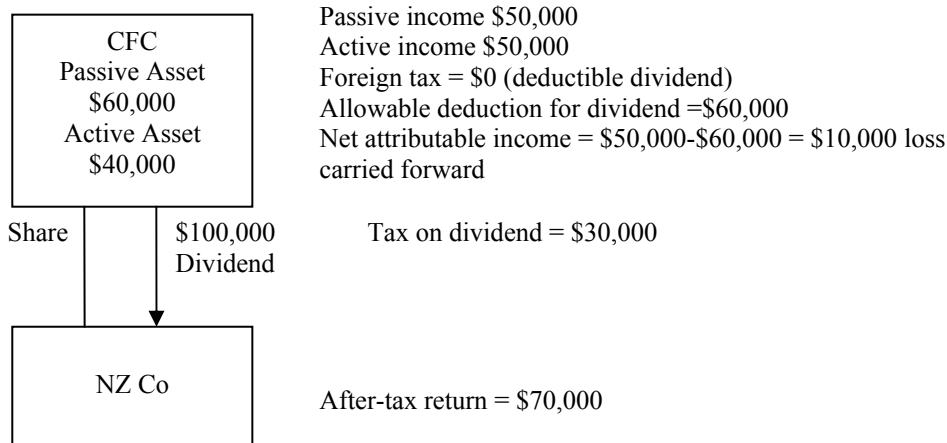 CFC
Passive Asset
$60,000
Active Asset
$40,000
Passive income $50,000
Active income $50,000
Foreign tax = $0 (deductible dividend)
Allowable deduction for dividend =$60,000
Net attributable income = $50,000-$60,000 = $10,000 loss
carried forward
Share
$100,000
Dividend
Tax on dividend = $30,000
NZ Co
After-tax return = $70,000